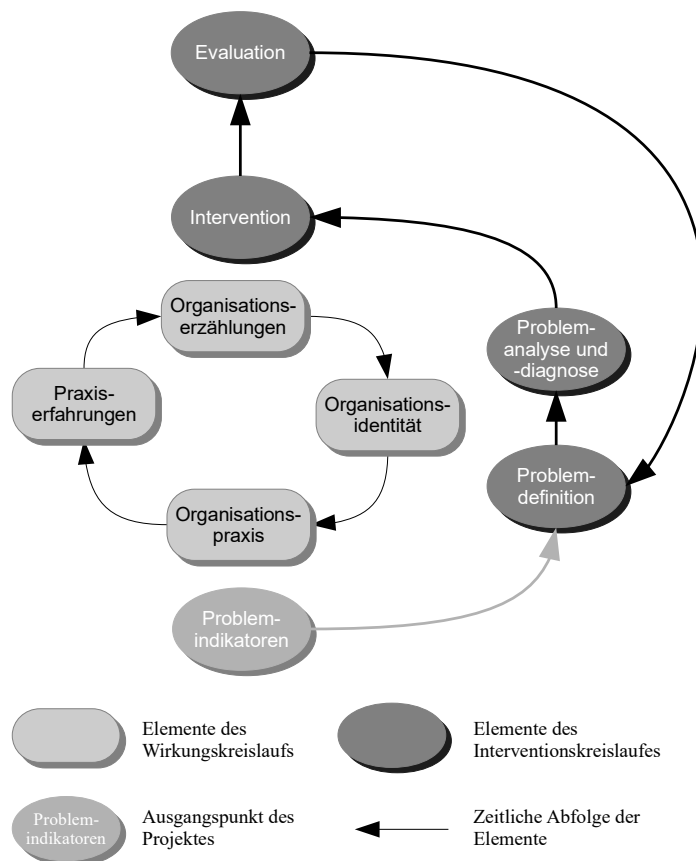 Evaluation
Intervention
Organisations-
erzählungen
Problem-
analyse und
-diagnose
Praxis-
erfahrungen
Organisations-
identität
Problem-
definition
Organisations-
praxis
Problem-
indikatoren
Elemente des
Wirkungskreislaufs
Elemente des
Interventionskreislaufes
Problem-
indikatoren
Ausgangspunkt des
Projektes
Zeitliche Abfolge der
Elemente